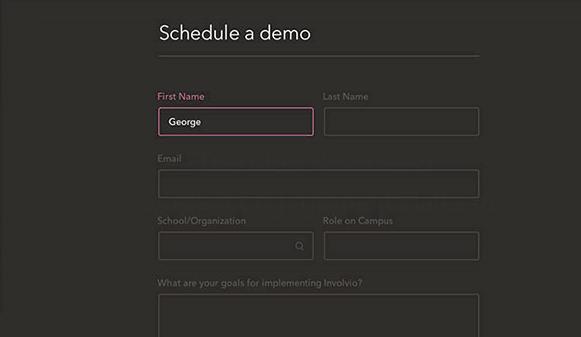 Schedule a demo
First Name
Last Name
George
Email
School/Organization
Role on Campus
What are your goals for implementing Involvio?